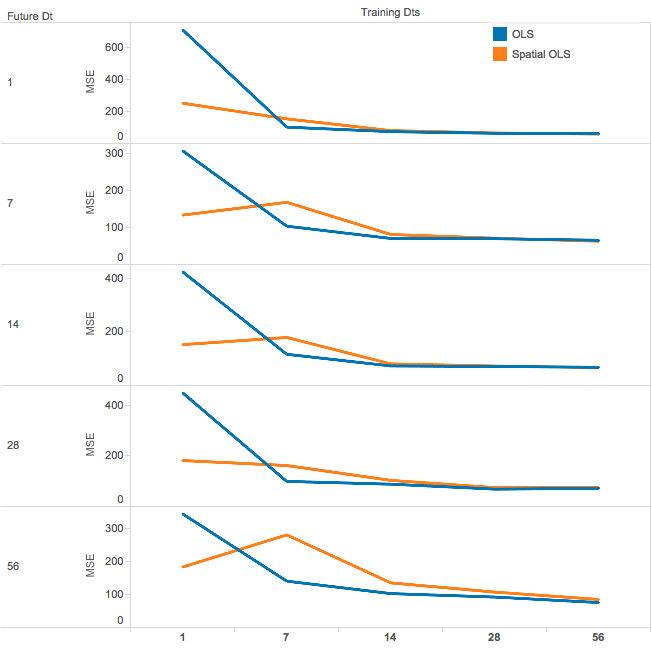 Future Dt
Training Dts
OLS
Spatial OLS
1
MSE
600
400
200
0
7
MSE
300
200
100
0
14
MSE
400
200
0
28
MSE
400
200
0
56
MSE
300
200
100
0
1 7 14 28 56